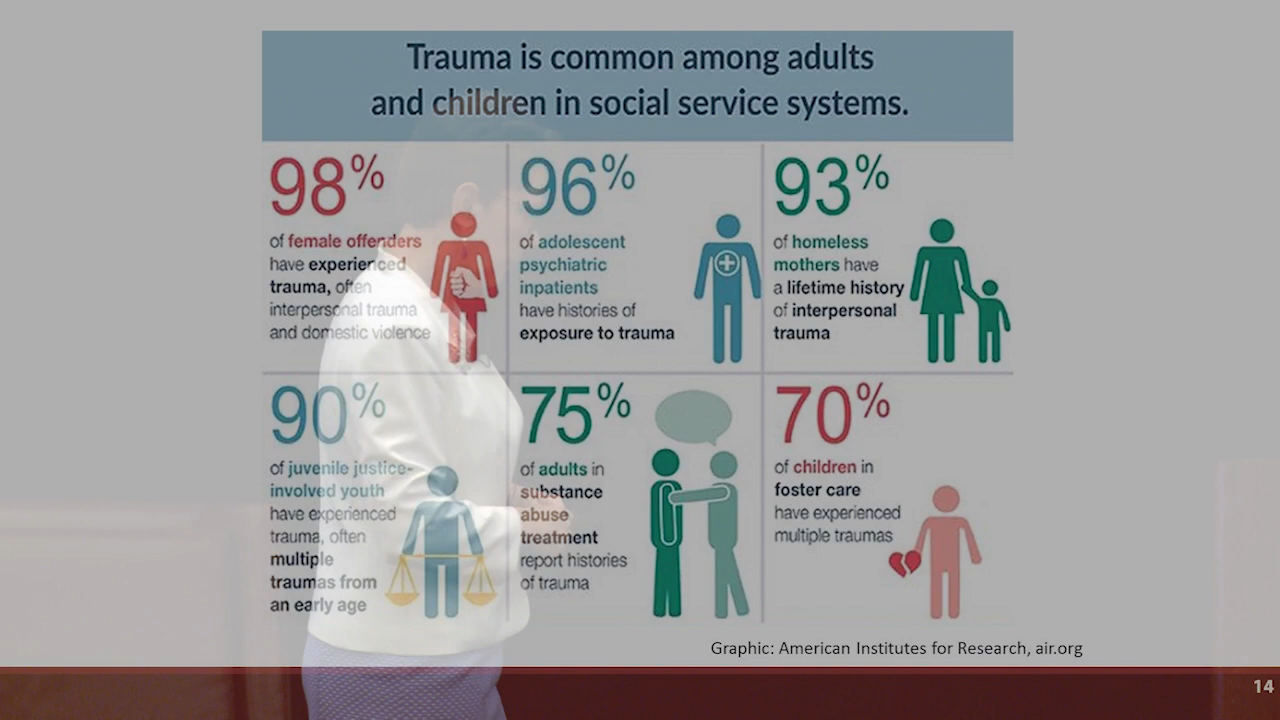 Trauma is common among adults
and children in social service systems.
98%
of female offenders
have experienced
trauma, often
interpersonal trauma
and domestic violence
96%
of adolescent
psychiatric
inpatients
have histories of
exposure to trauma
93%
of homeless
mothers have
a lifetime history
of interpersonal
trauma
90%
of juvenile justice-
involved youth
have experienced
trauma, often
multiple
traumas from
an early age
75%
of adults in
substance
abuse
treatment
report histories
of trauma
70%
of children in
foster care
have experienced
multiple traumas
Graphic: American Institutes for Research, air.org
14